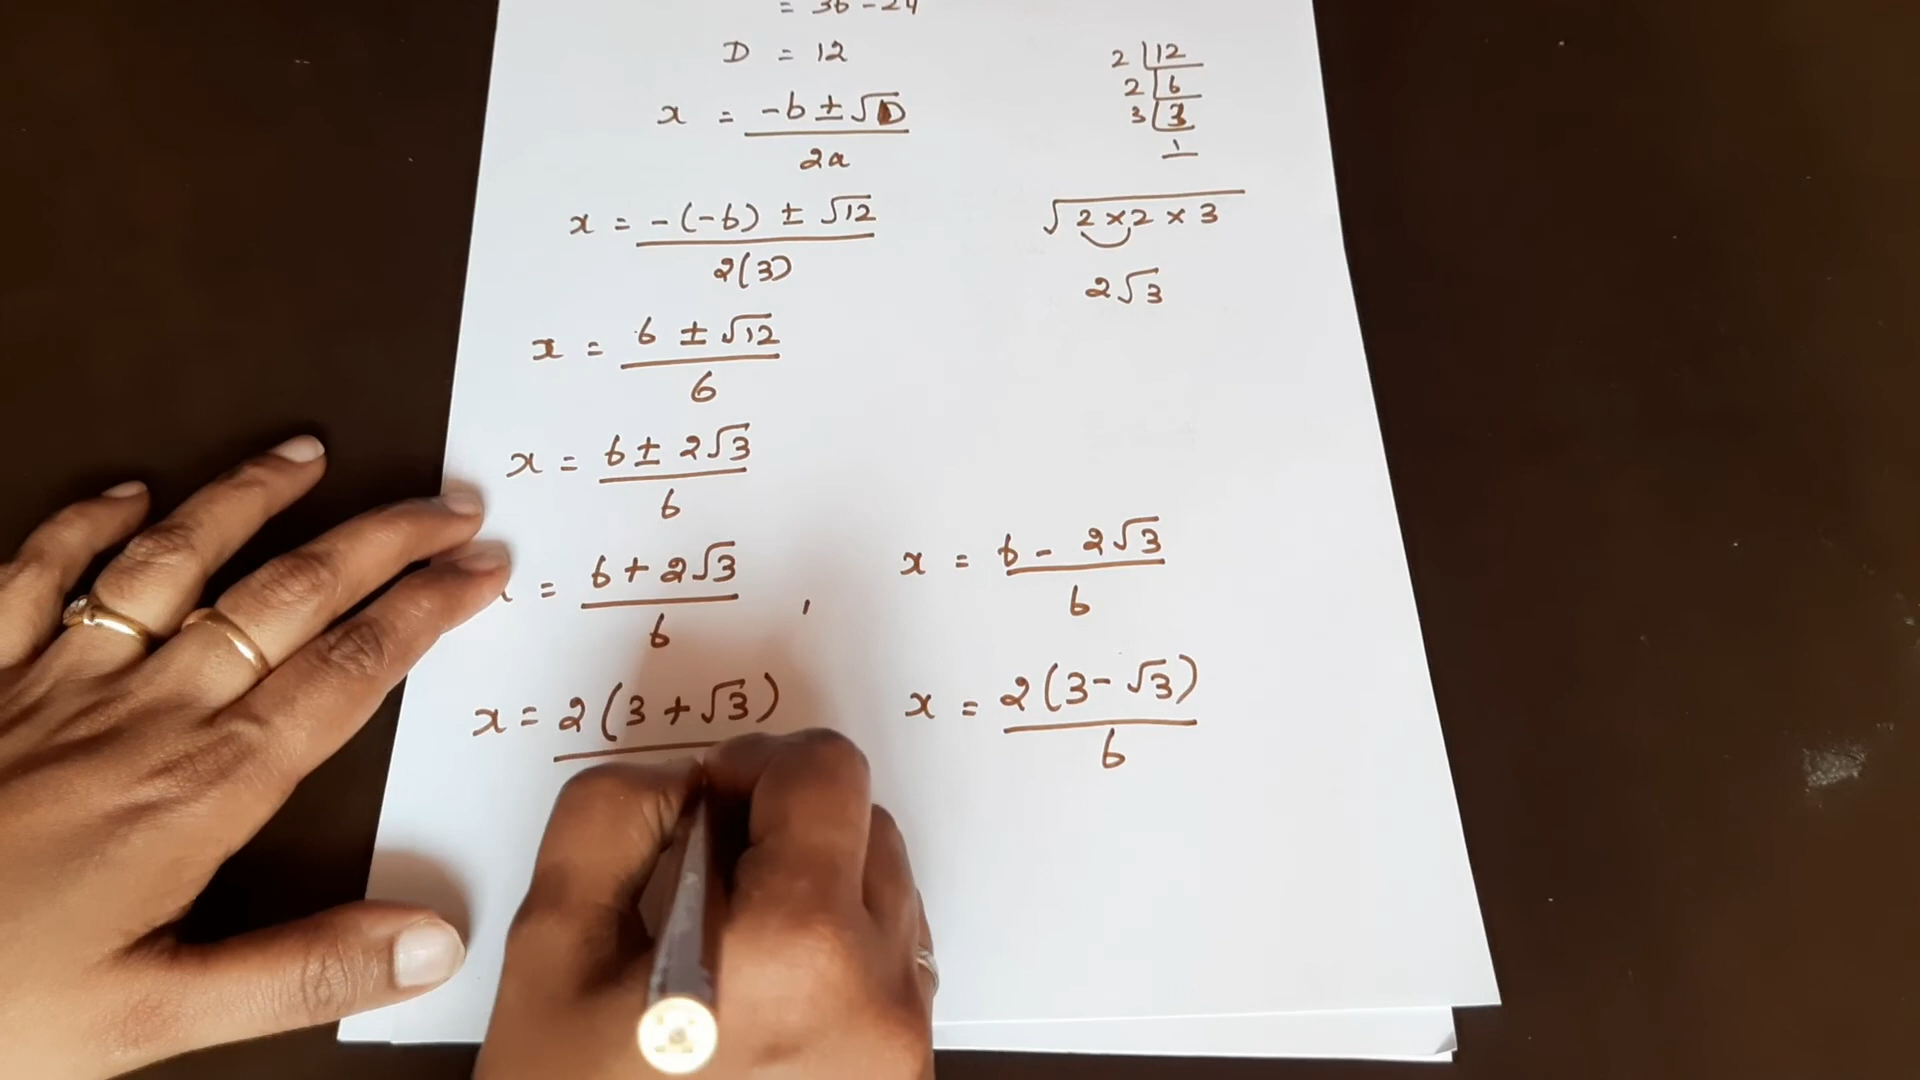 = 36 - 24
D = 12
x = -b ± √D / 2a
x = -(-6) ± √12 / 2(3)
x = 6 ± √12 / 6
x = 6 ± 2√3 / 6
= 6 + 2√3 / 6 ,
x = 2(3 + √3)
2 | 12
2 | 6
3 | 3
1
√2 × 2 × 3
2√3
x = 6 - 2√3 / 6
x = 2(3 - √3) / 6